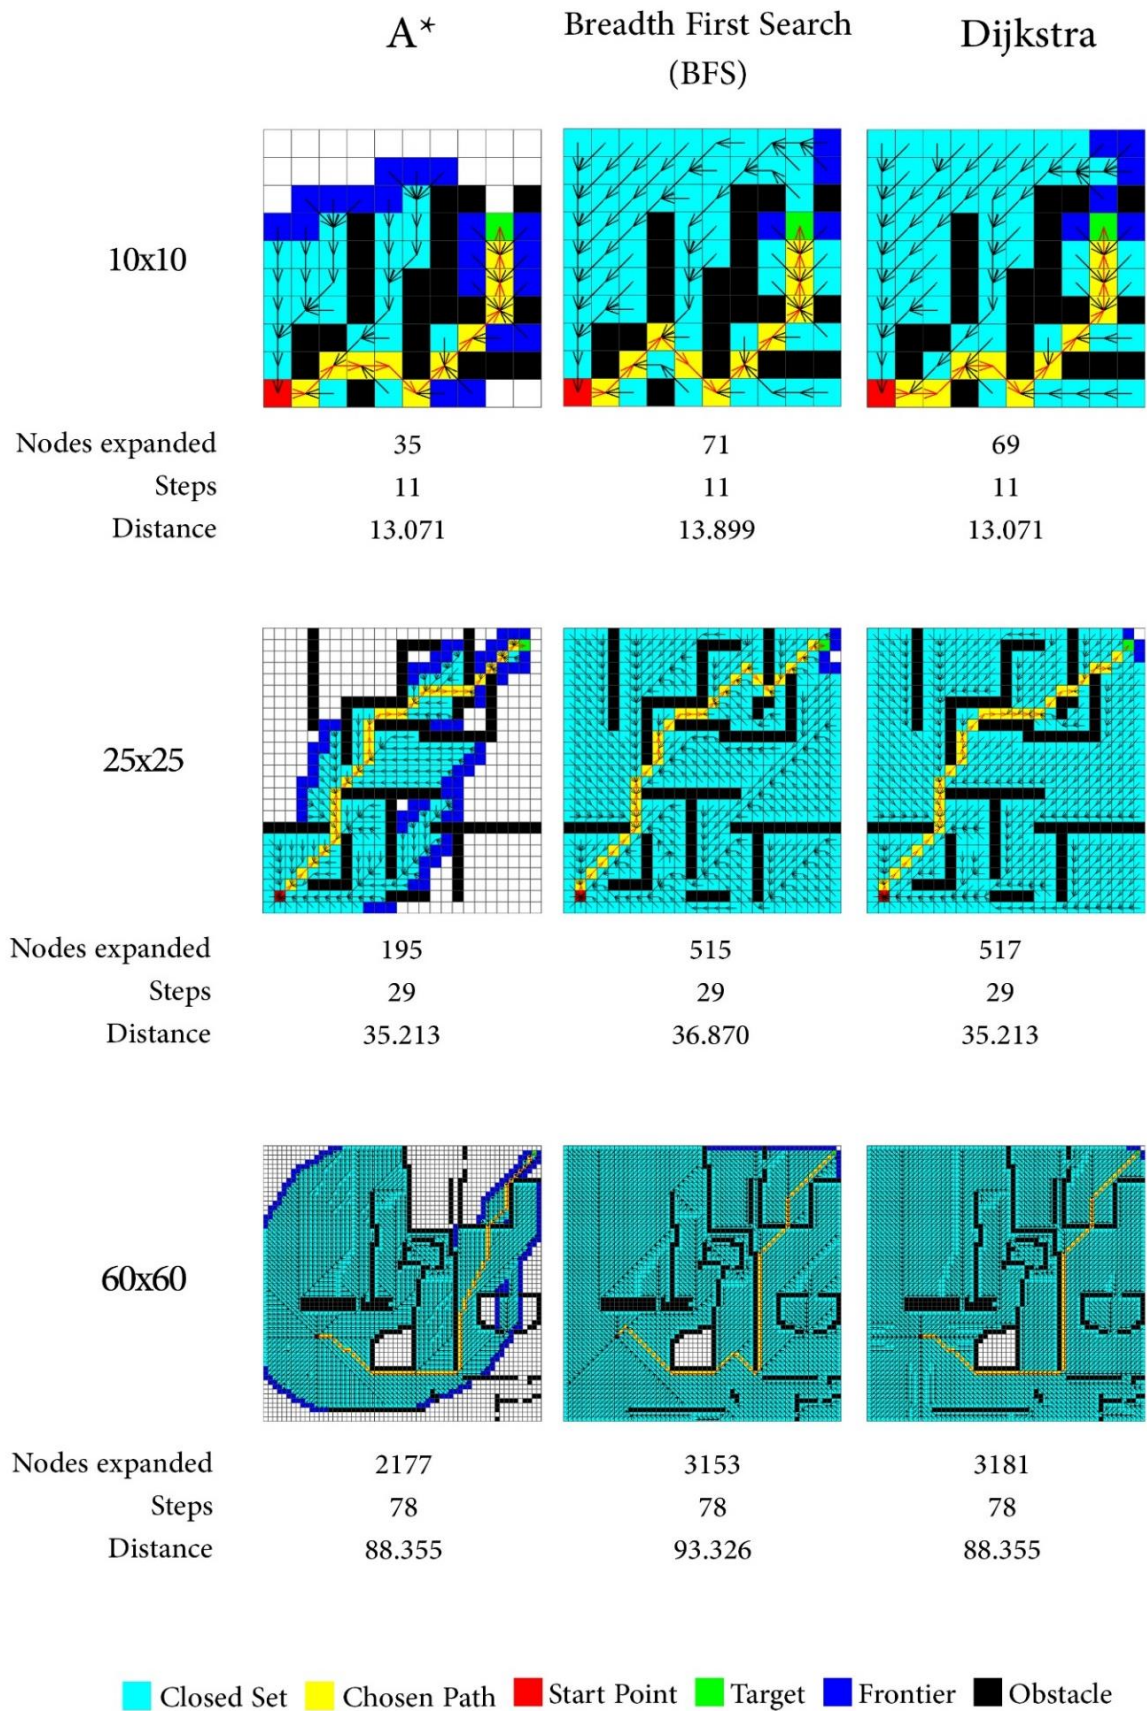 A*
Breadth First Search
(BFS)
Dijkstra
10x10
Nodes expanded 35 71 69
Steps 11 11 11
Distance 13.071 13.899 13.071
25x25
Nodes expanded 195 515 517
Steps 29 29 29
Distance 35.213 36.870 35.213
60x60
Nodes expanded 2177 3153 3181
Steps 78 78 78
Distance 88.355 93.326 88.355
Closed Set Chosen Path Start Point Target Frontier Obstacle